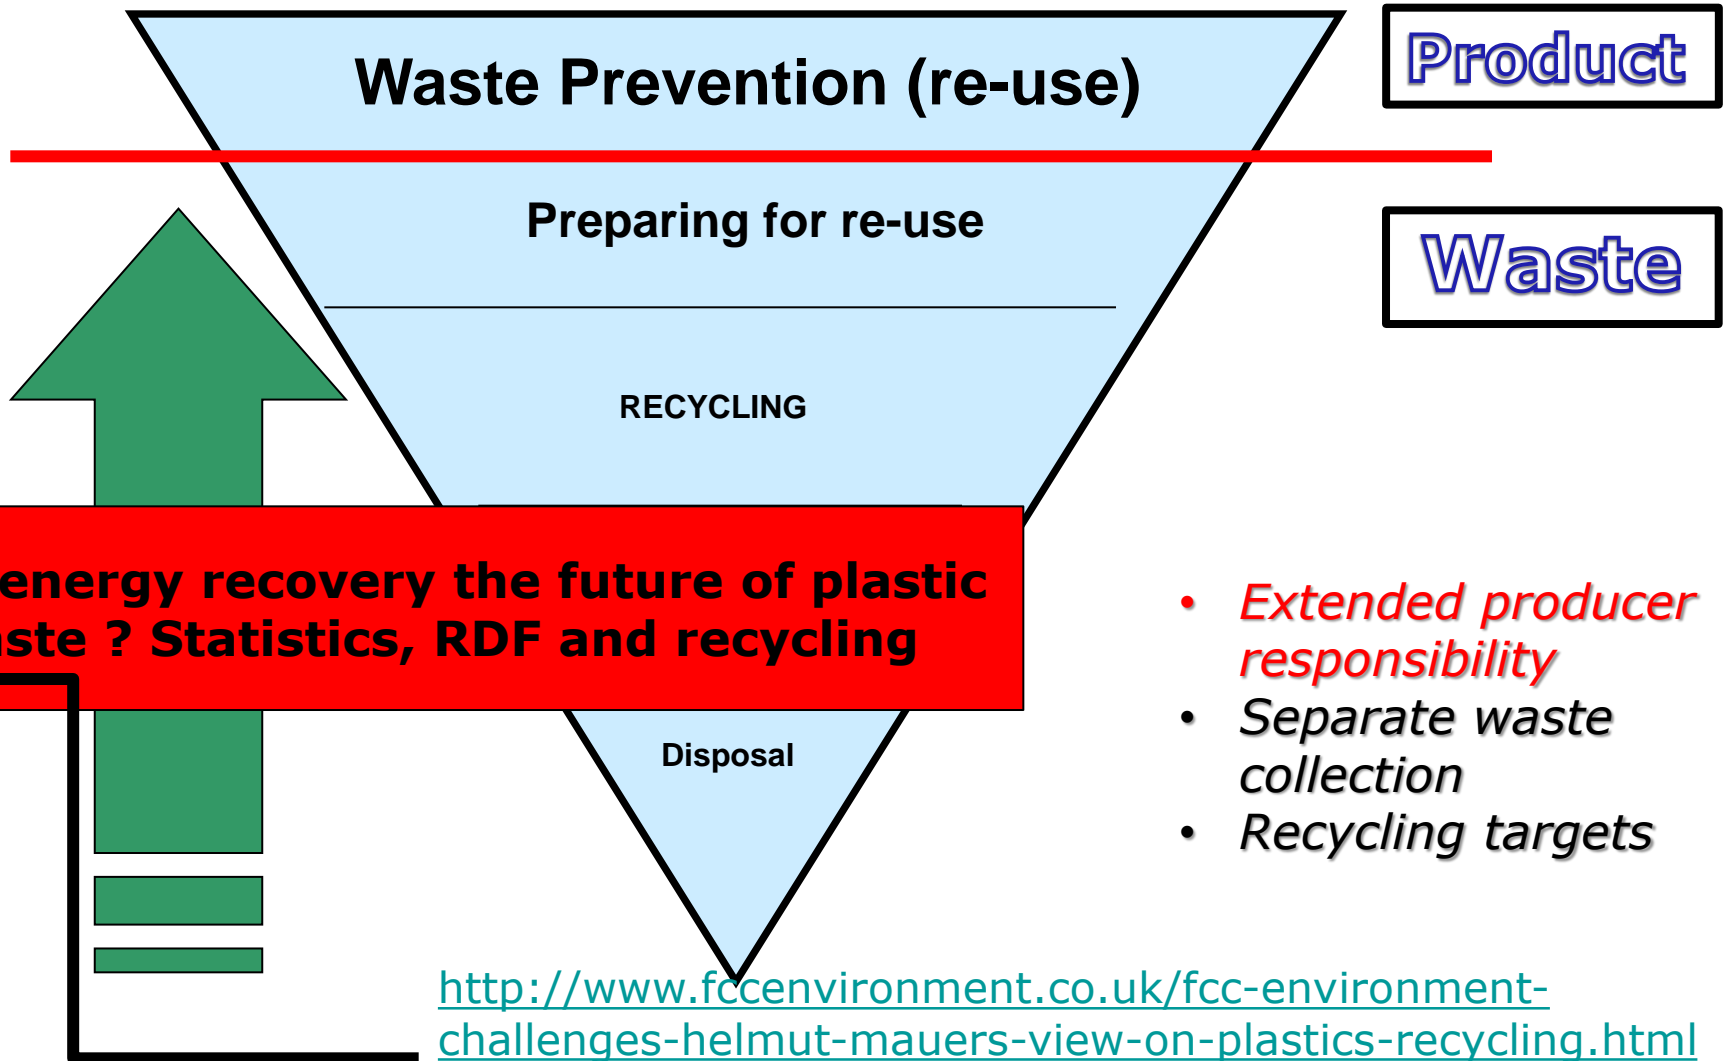 Waste Prevention (re-use)
Product
Preparing for re-use
Waste
RECYCLING
energy recovery the future of plastic
? Statistics, RDF and recycling
Disposal
• Extended producer
responsibility
• Separate waste
collection
• Recycling targets
http://www.fccenvironment.co.uk/fcc-environment-
challenges-helmut-mauers-view-on-plastics-recycling.html